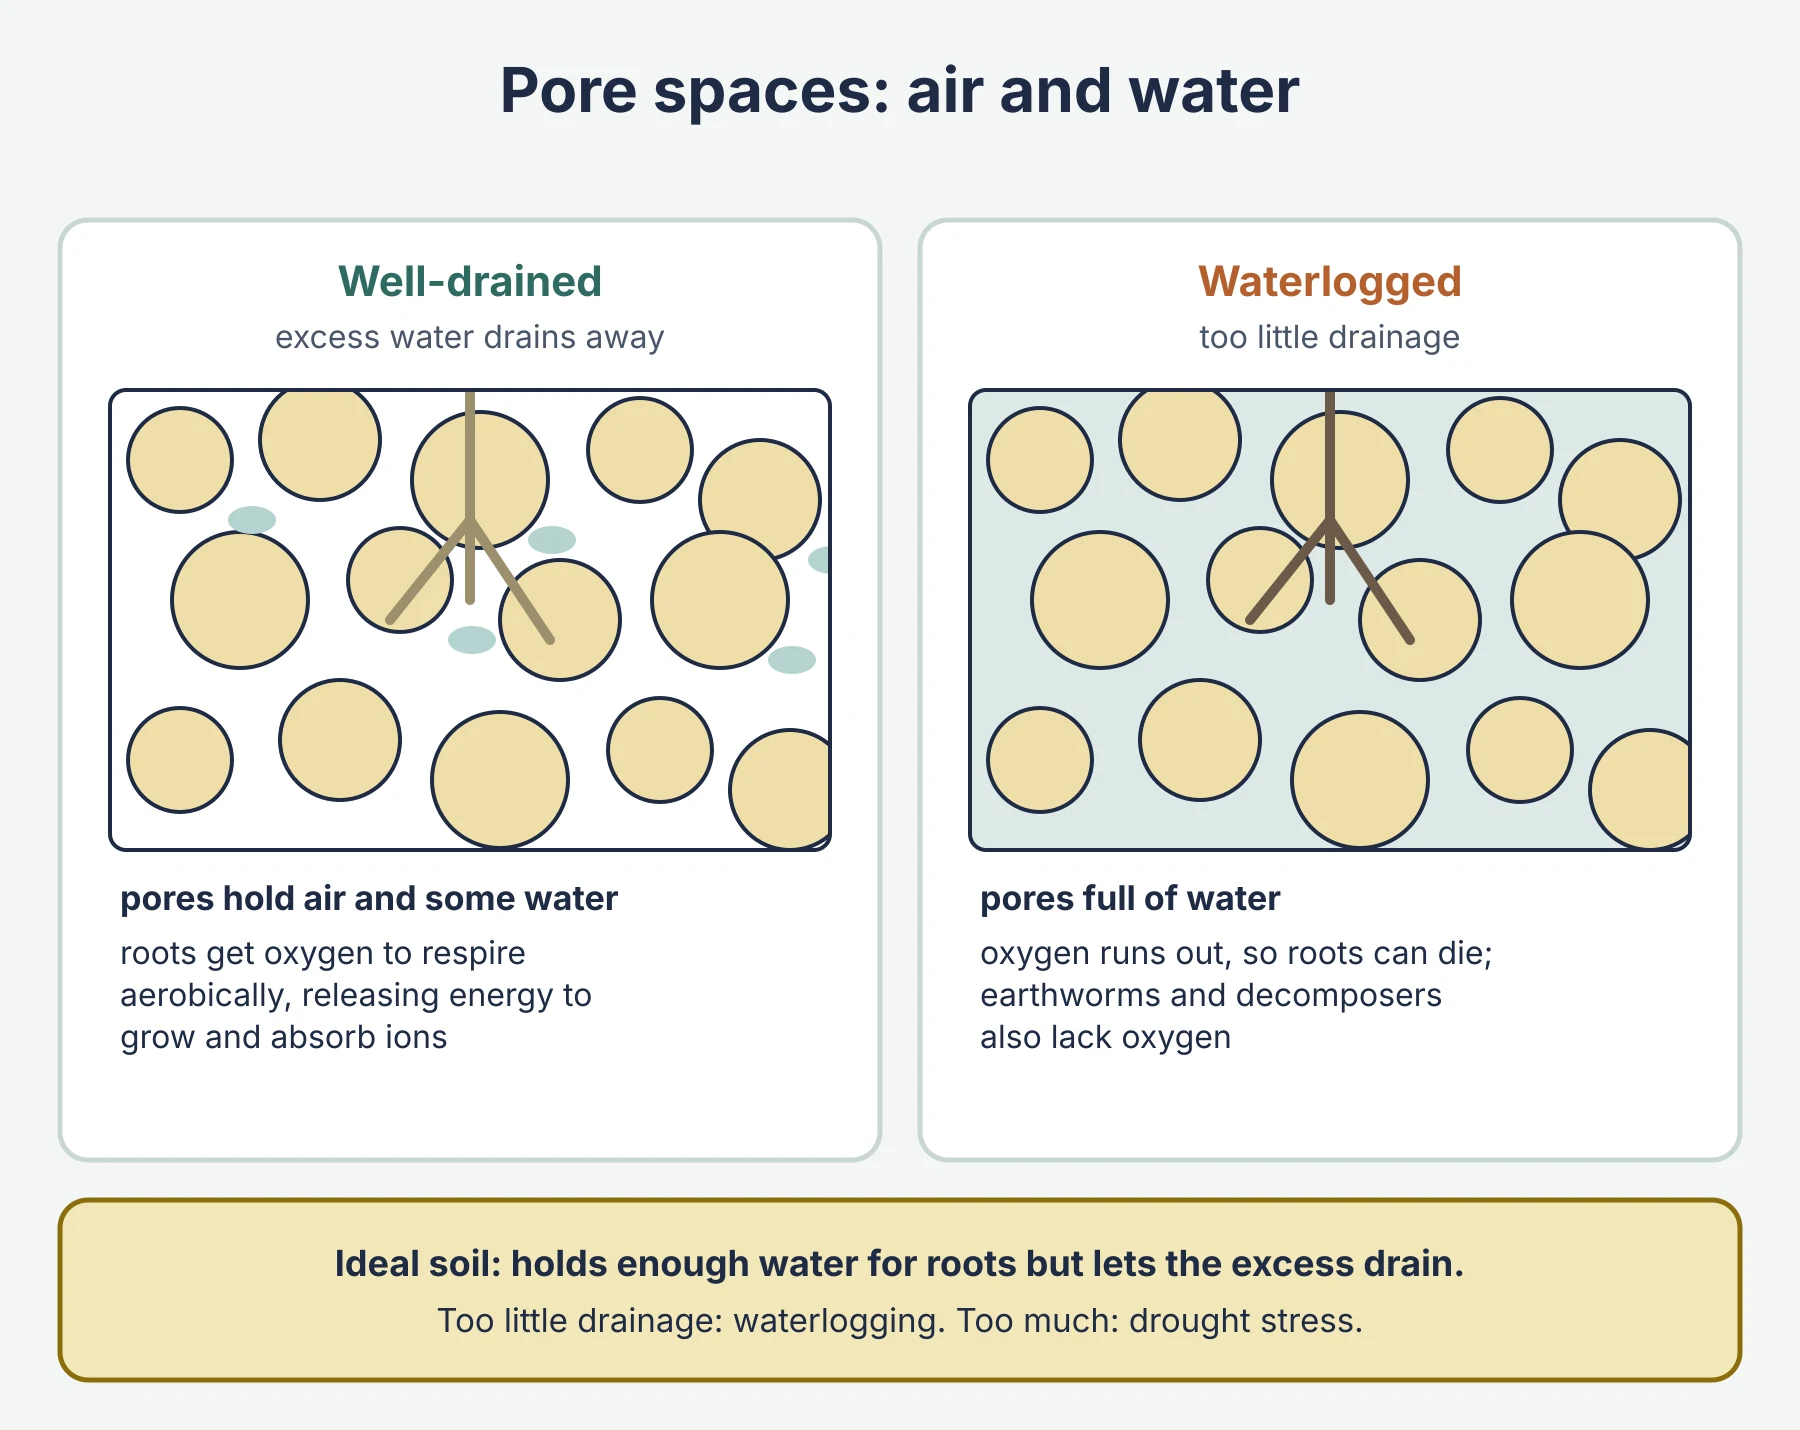 Pore spaces: air and water
Well-drained
excess water drains away
pores hold air and some water
roots get oxygen to respire
aerobically, releasing energy to
grow and absorb ions
Waterlogged
too little drainage
pores full of water
oxygen runs out, so roots can die;
earthworms and decomposers
also lack oxygen
Ideal soil: holds enough water for roots but lets the excess drain.
Too little drainage: waterlogging. Too much: drought stress.